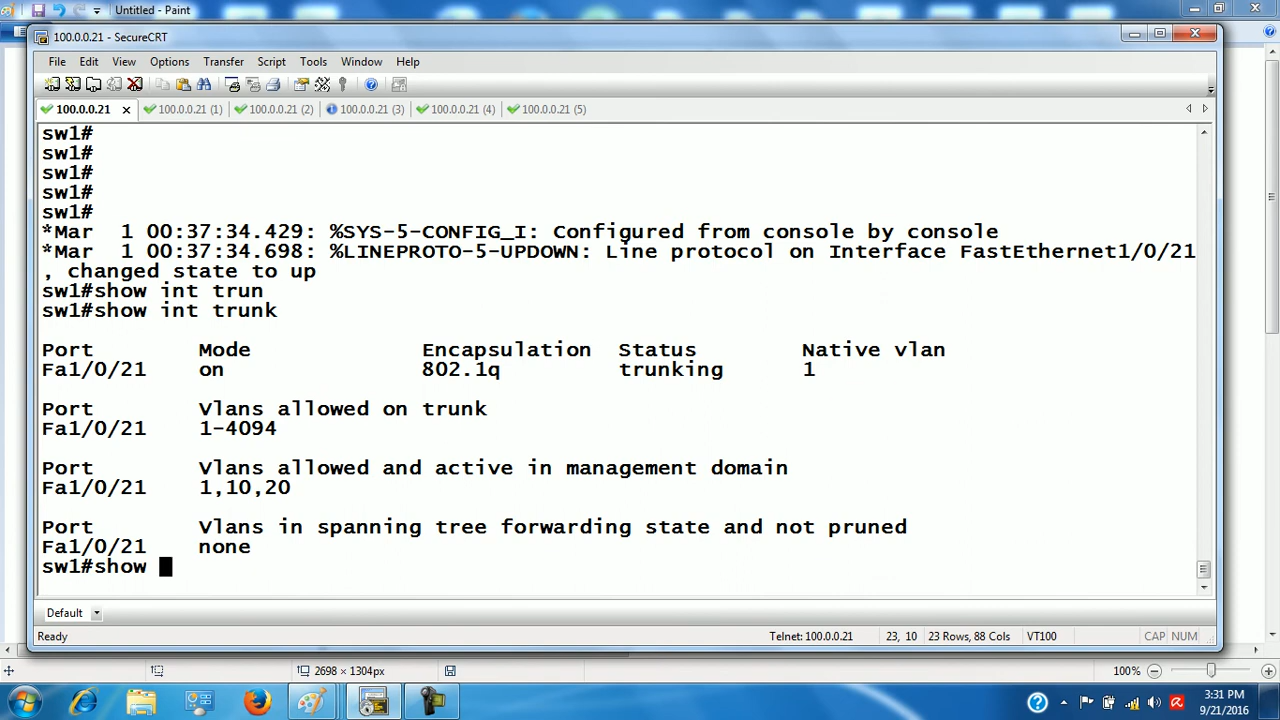 Untitled - Paint
100.0.0.21 - SecureCRT
File Edit View Options Transfer Script Tools Window Help
100.0.0.21 100.0.0.21 (1) 100.0.0.21 (2) 100.0.0.21 (3) 100.0.0.21 (4) 100.0.0.21 (5)
sw1#
sw1#
sw1#
sw1#
sw1#
*Mar  1 00:37:34.429: %SYS-5-CONFIG_I: Configured from console by console
*Mar  1 00:37:34.698: %LINEPROTO-5-UPDOWN: Line protocol on Interface FastEthernet1/0/21
, changed state to up
sw1#show int trun
sw1#show int trunk
Port        Mode             Encapsulation  Status        Native vlan
Fa1/0/21    on               802.1q         trunking      1
Port        Vlans allowed on trunk
Fa1/0/21    1-4094
Port        Vlans allowed and active in management domain
Fa1/0/21    1,10,20
Port        Vlans in spanning tree forwarding state and not pruned
Fa1/0/21    none
sw1#show
Default
Ready Telnet: 100.0.0.21 23, 10 23 Rows, 88 Cols VT100 CAP NUM
2698 × 1304px 100%
3:31 PM
9/21/2016